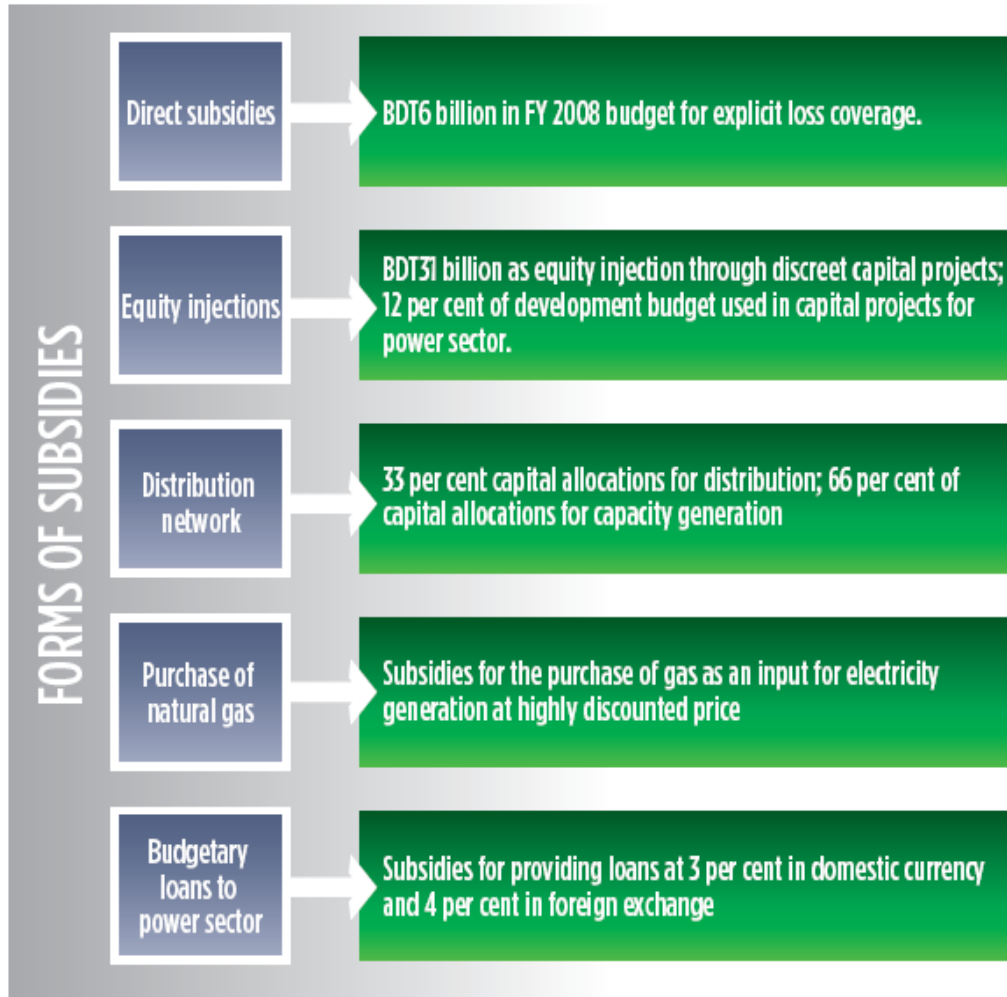 FORMS OF SUBSIDIES
Direct subsidies
BDT6 billion in FY 2008 budget for explicit loss coverage.
Equity injections
BDT31 billion as equity injection through discreet capital projects;
12 per cent of development budget used in capital projects for
power sector.
Distribution
network
33 per cent capital allocations for distribution; 66 per cent of
capital allocations for capacity generation
Purchase of
natural gas
Subsidies for the purchase of gas as an input for electricity
generation at highly discounted price
Budgetary
loans to
power sector
Subsidies for providing loans at 3 per cent in domestic currency
and 4 per cent in foreign exchange